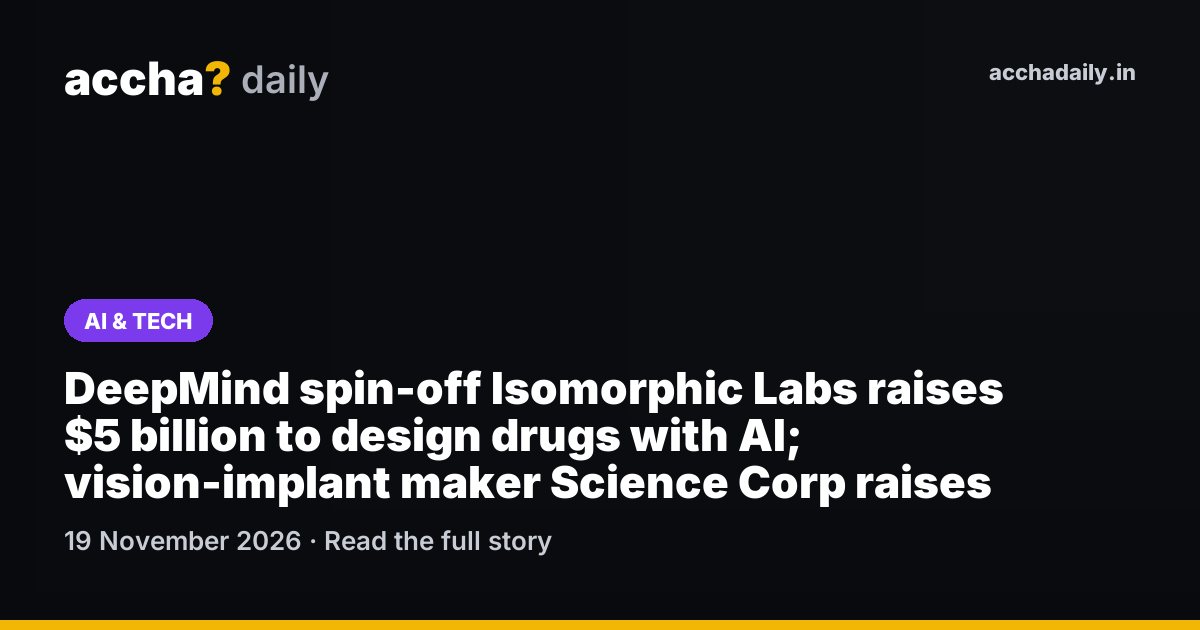 accha? daily
acchadaily.in
AI & TECH
DeepMind spin-off Isomorphic Labs raises
$5 billion to design drugs with AI;
vision-implant maker Science Corp raises
19 November 2026 · Read the full story